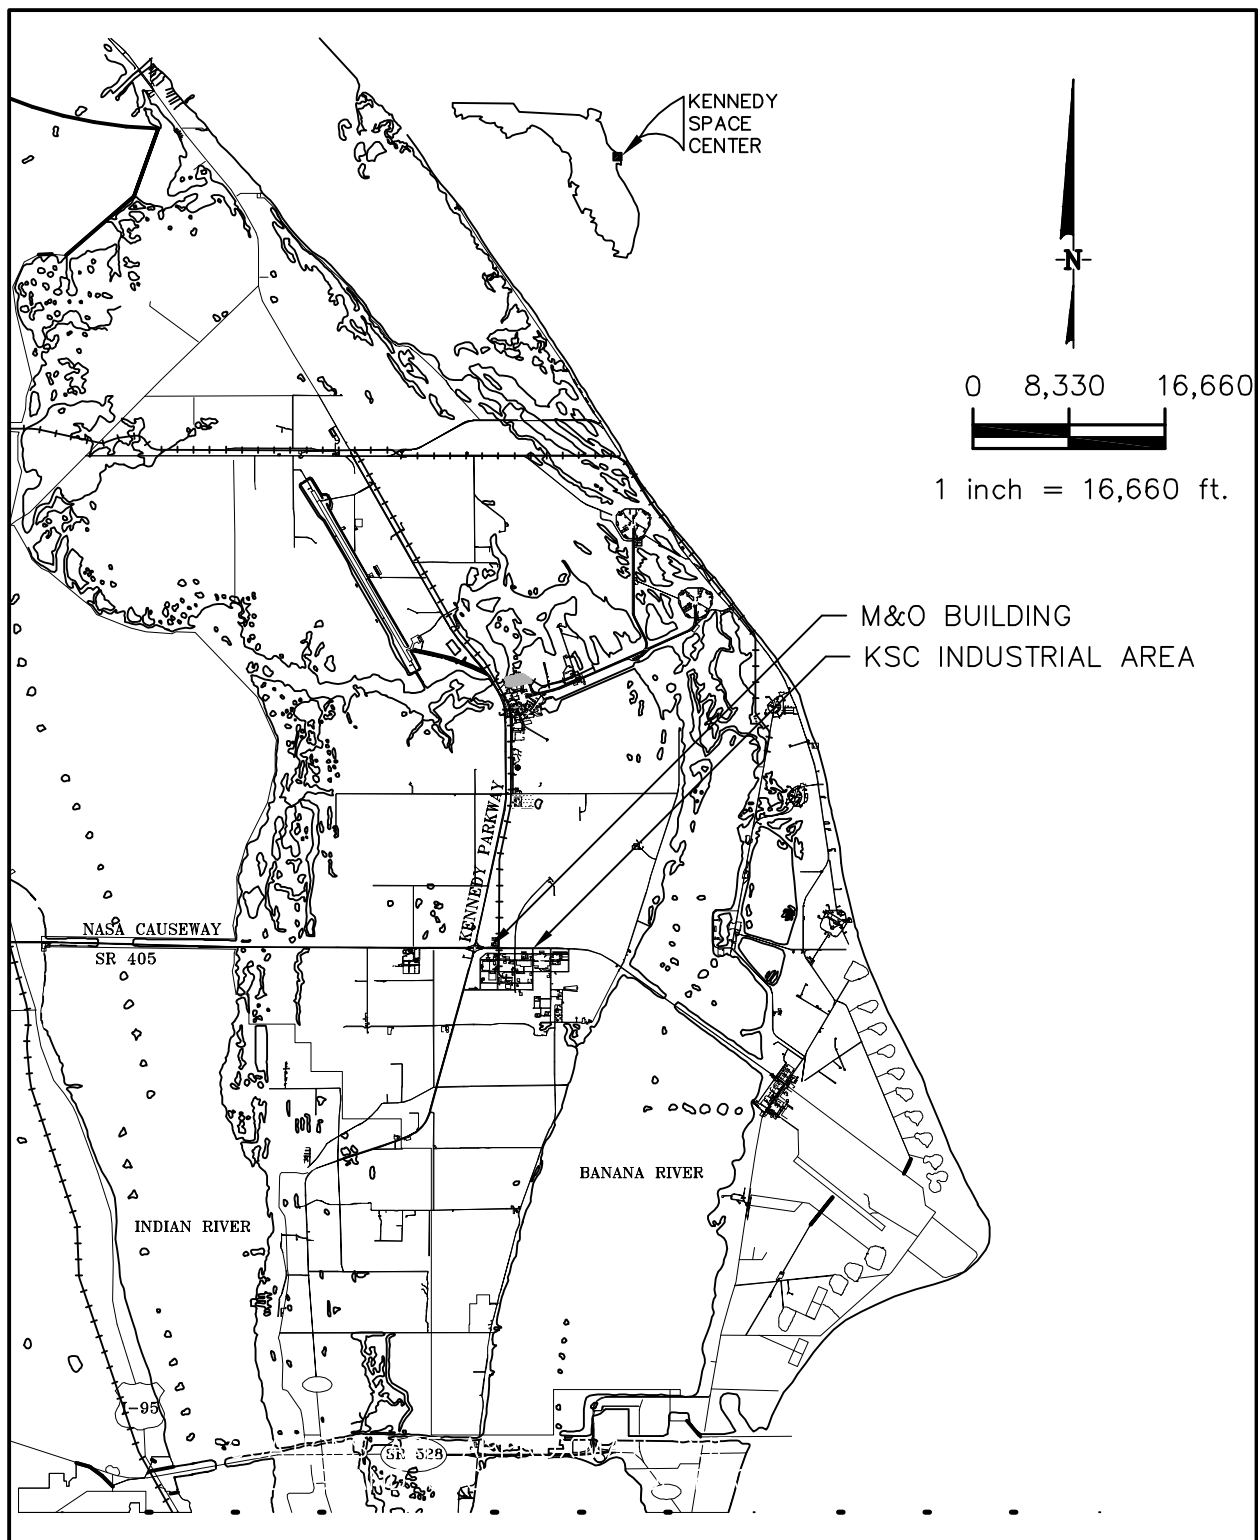 KENNEDY
SPACE
CENTER
N
0 8,330 16,660
1 inch = 16,660 ft.
M&O BUILDING
KSC INDUSTRIAL AREA
KENNEDY PARKWAY
NASA CAUSEWAY
SR 405
BANANA RIVER
INDIAN RIVER
I-95
SR 528